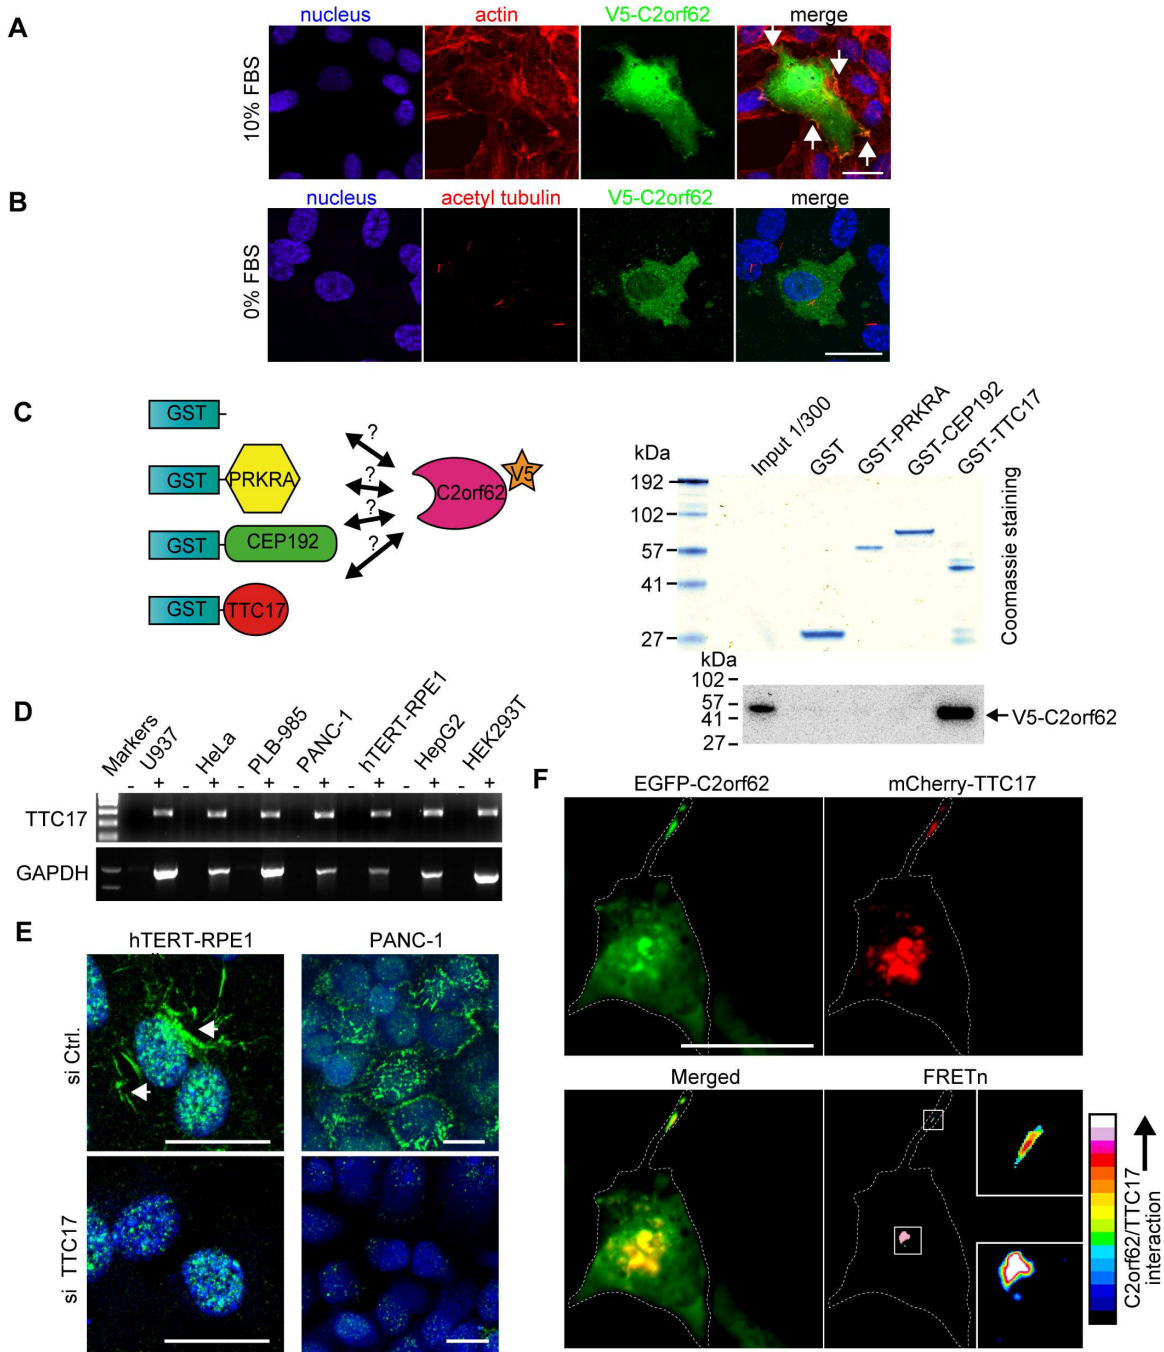 A
nucleus
actin
V5-C2orf62
merge
10% FBS
B
nucleus
acetyl tubulin
V5-C2orf62
merge
0% FBS
C
GST
GST
PRKRA
GST
CEP192
GST
TTC17
?
?
?
?
C2orf62
V5
kDa
Input 1/300
GST
GST-PRKRA
GST-CEP192
GST-TTC17
192
102
57
41
27
Coomassie staining
kDa
102
57
41
27
V5-C2orf62
D
Markers
U937
HeLa
PLB-985
PANC-1
hTERT-RPE1
HepG2
HEK293T
- + - + - + - + - + - + - +
TTC17
GAPDH
E
hTERT-RPE1
PANC-1
si Ctrl.
si TTC17
F
EGFP-C2orf62
mCherry-TTC17
Merged
FRETn
C2orf62/TTC17
interaction